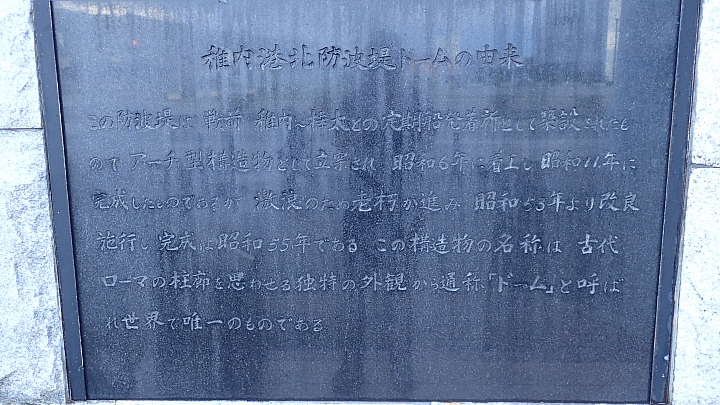 稚内港北防波堤ドームの由来
この防波堤は 戦前 稚内〜樺太との定期船発着所として築設されたも
ので アーチ型構造物として立案され 昭和6年に着工し 昭和11年に
完成したものであるが 激浪のため老朽が進み 昭和53年より改良
施行し 完成は昭和55年である この構造物の名称は 古代
ローマの柱廊を思わせる独特の外観から通称「ドーム」と呼ば
れ世界で唯一のものである